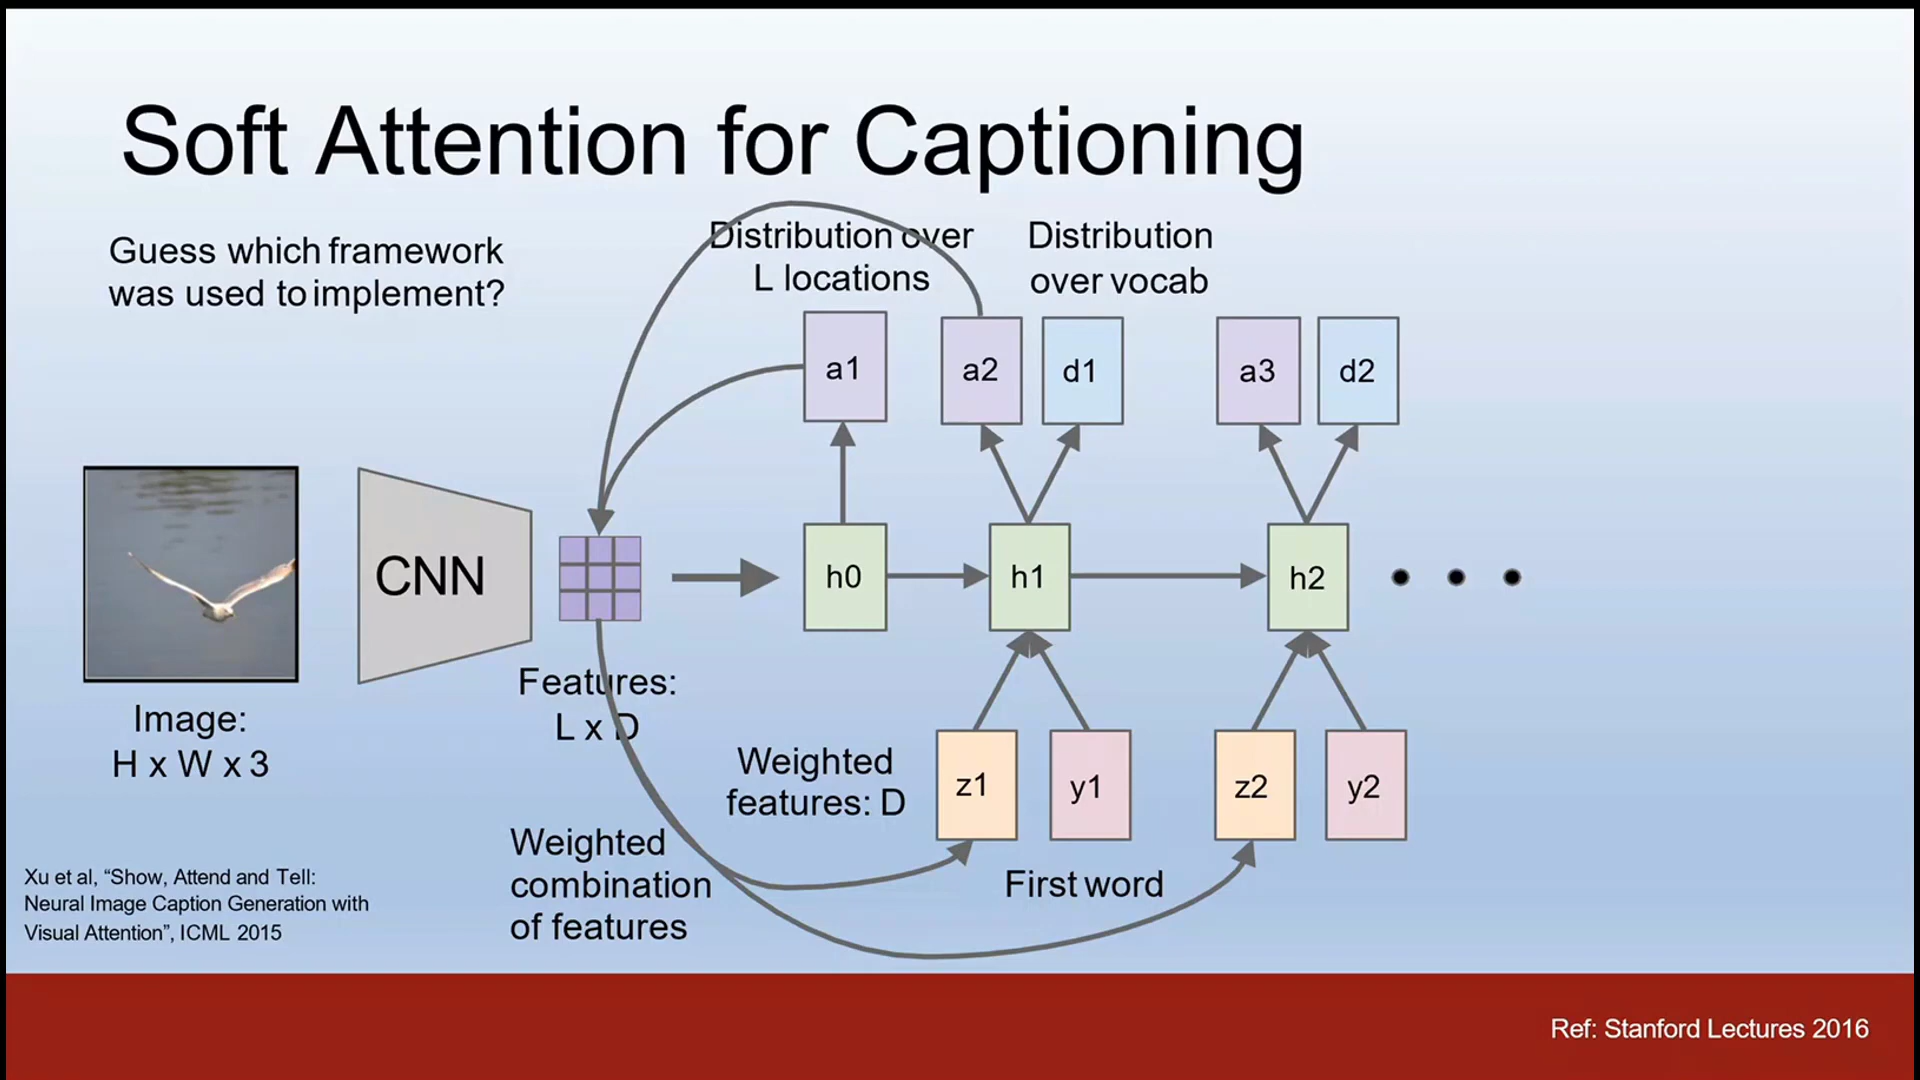 Soft Attention for Captioning
Guess which framework
was used to implement?
Distribution over
L locations
Distribution
over vocab
a1
a2
d1
a3
d2
CNN
h0
h1
h2
Image:
H x W x 3
Features:
L x D
Weighted
features: D
z1
y1
z2
y2
Weighted
combination
of features
First word
Xu et al, “Show, Attend and Tell:
Neural Image Caption Generation with
Visual Attention”, ICML 2015
Ref: Stanford Lectures 2016